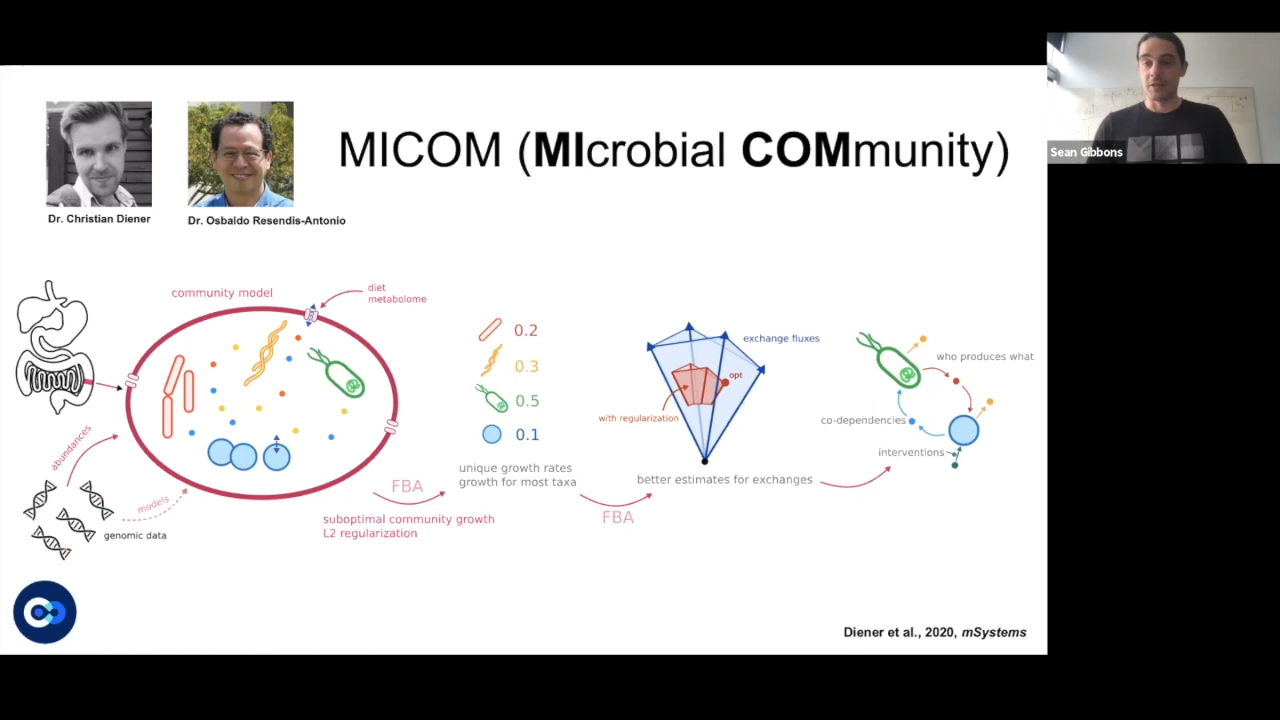 MICOM (MIcrobial COMmunity)
Sean Gibbons
Dr. Christian Diener
Dr. Osbaldo Resendis-Antonio
community model
diet
metabolome
abundances
models
genomic data
FBA
suboptimal community growth
L2 regularization
0.2
0.3
0.5
0.1
unique growth rates
growth for most taxa
FBA
exchange fluxes
opt
with regularization
better estimates for exchanges
who produces what
co-dependencies
interventions
Diener et al., 2020, mSystems